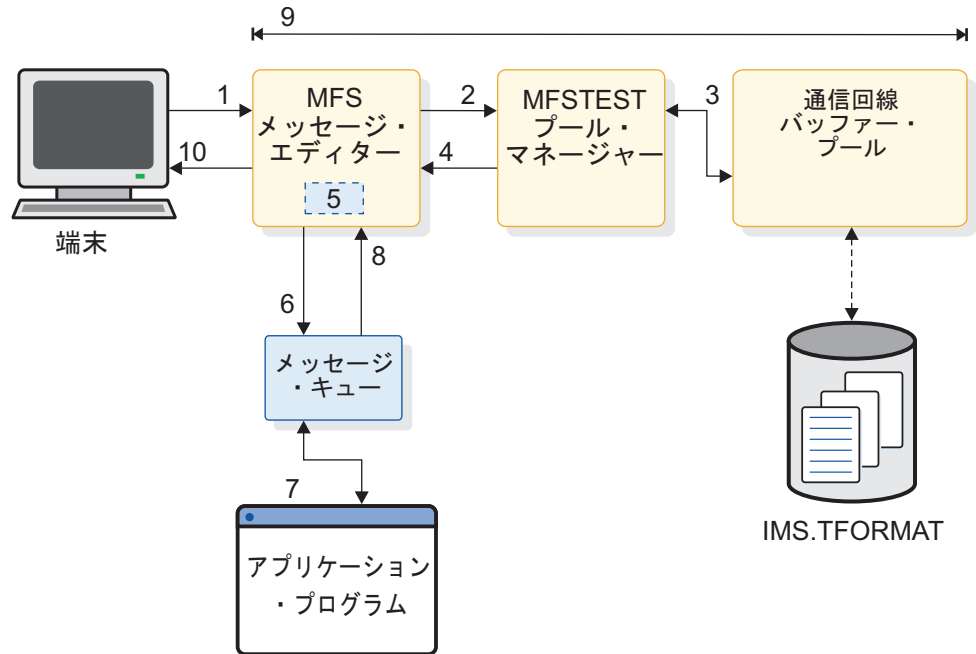 9
1
MFS
メッセージ・
エディター
2
MFSTEST
プール・
マネージャー
3
通信回線
バッファー・
プール
10
4
5
端末
6
8
メッセージ
・キュー
7
アプリケーション
・プログラム
IMS.TFORMAT